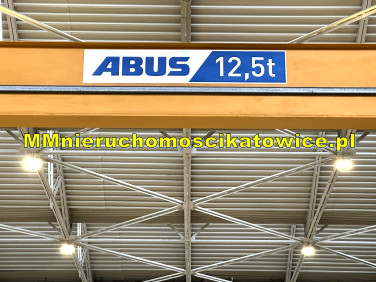 ABUS 12,5t
MMnieruchomoscikatowice.pl